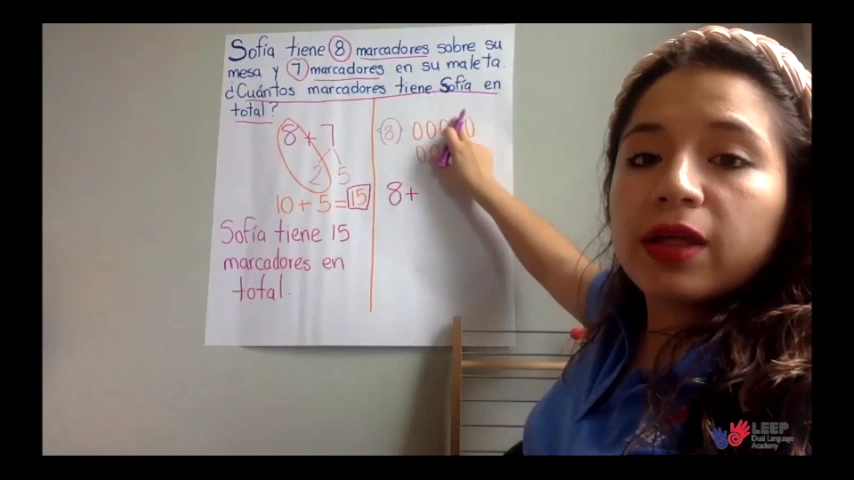 Sofía tiene 8 marcadores sobre su
mesa y 7 marcadores en su maleta.
¿Cuántos marcadores tiene Sofía en
total?
8+7
2 5
10+5=15
Sofía tiene 15
marcadores en
total.
8
8+
LEEP
Dual Language
Academy